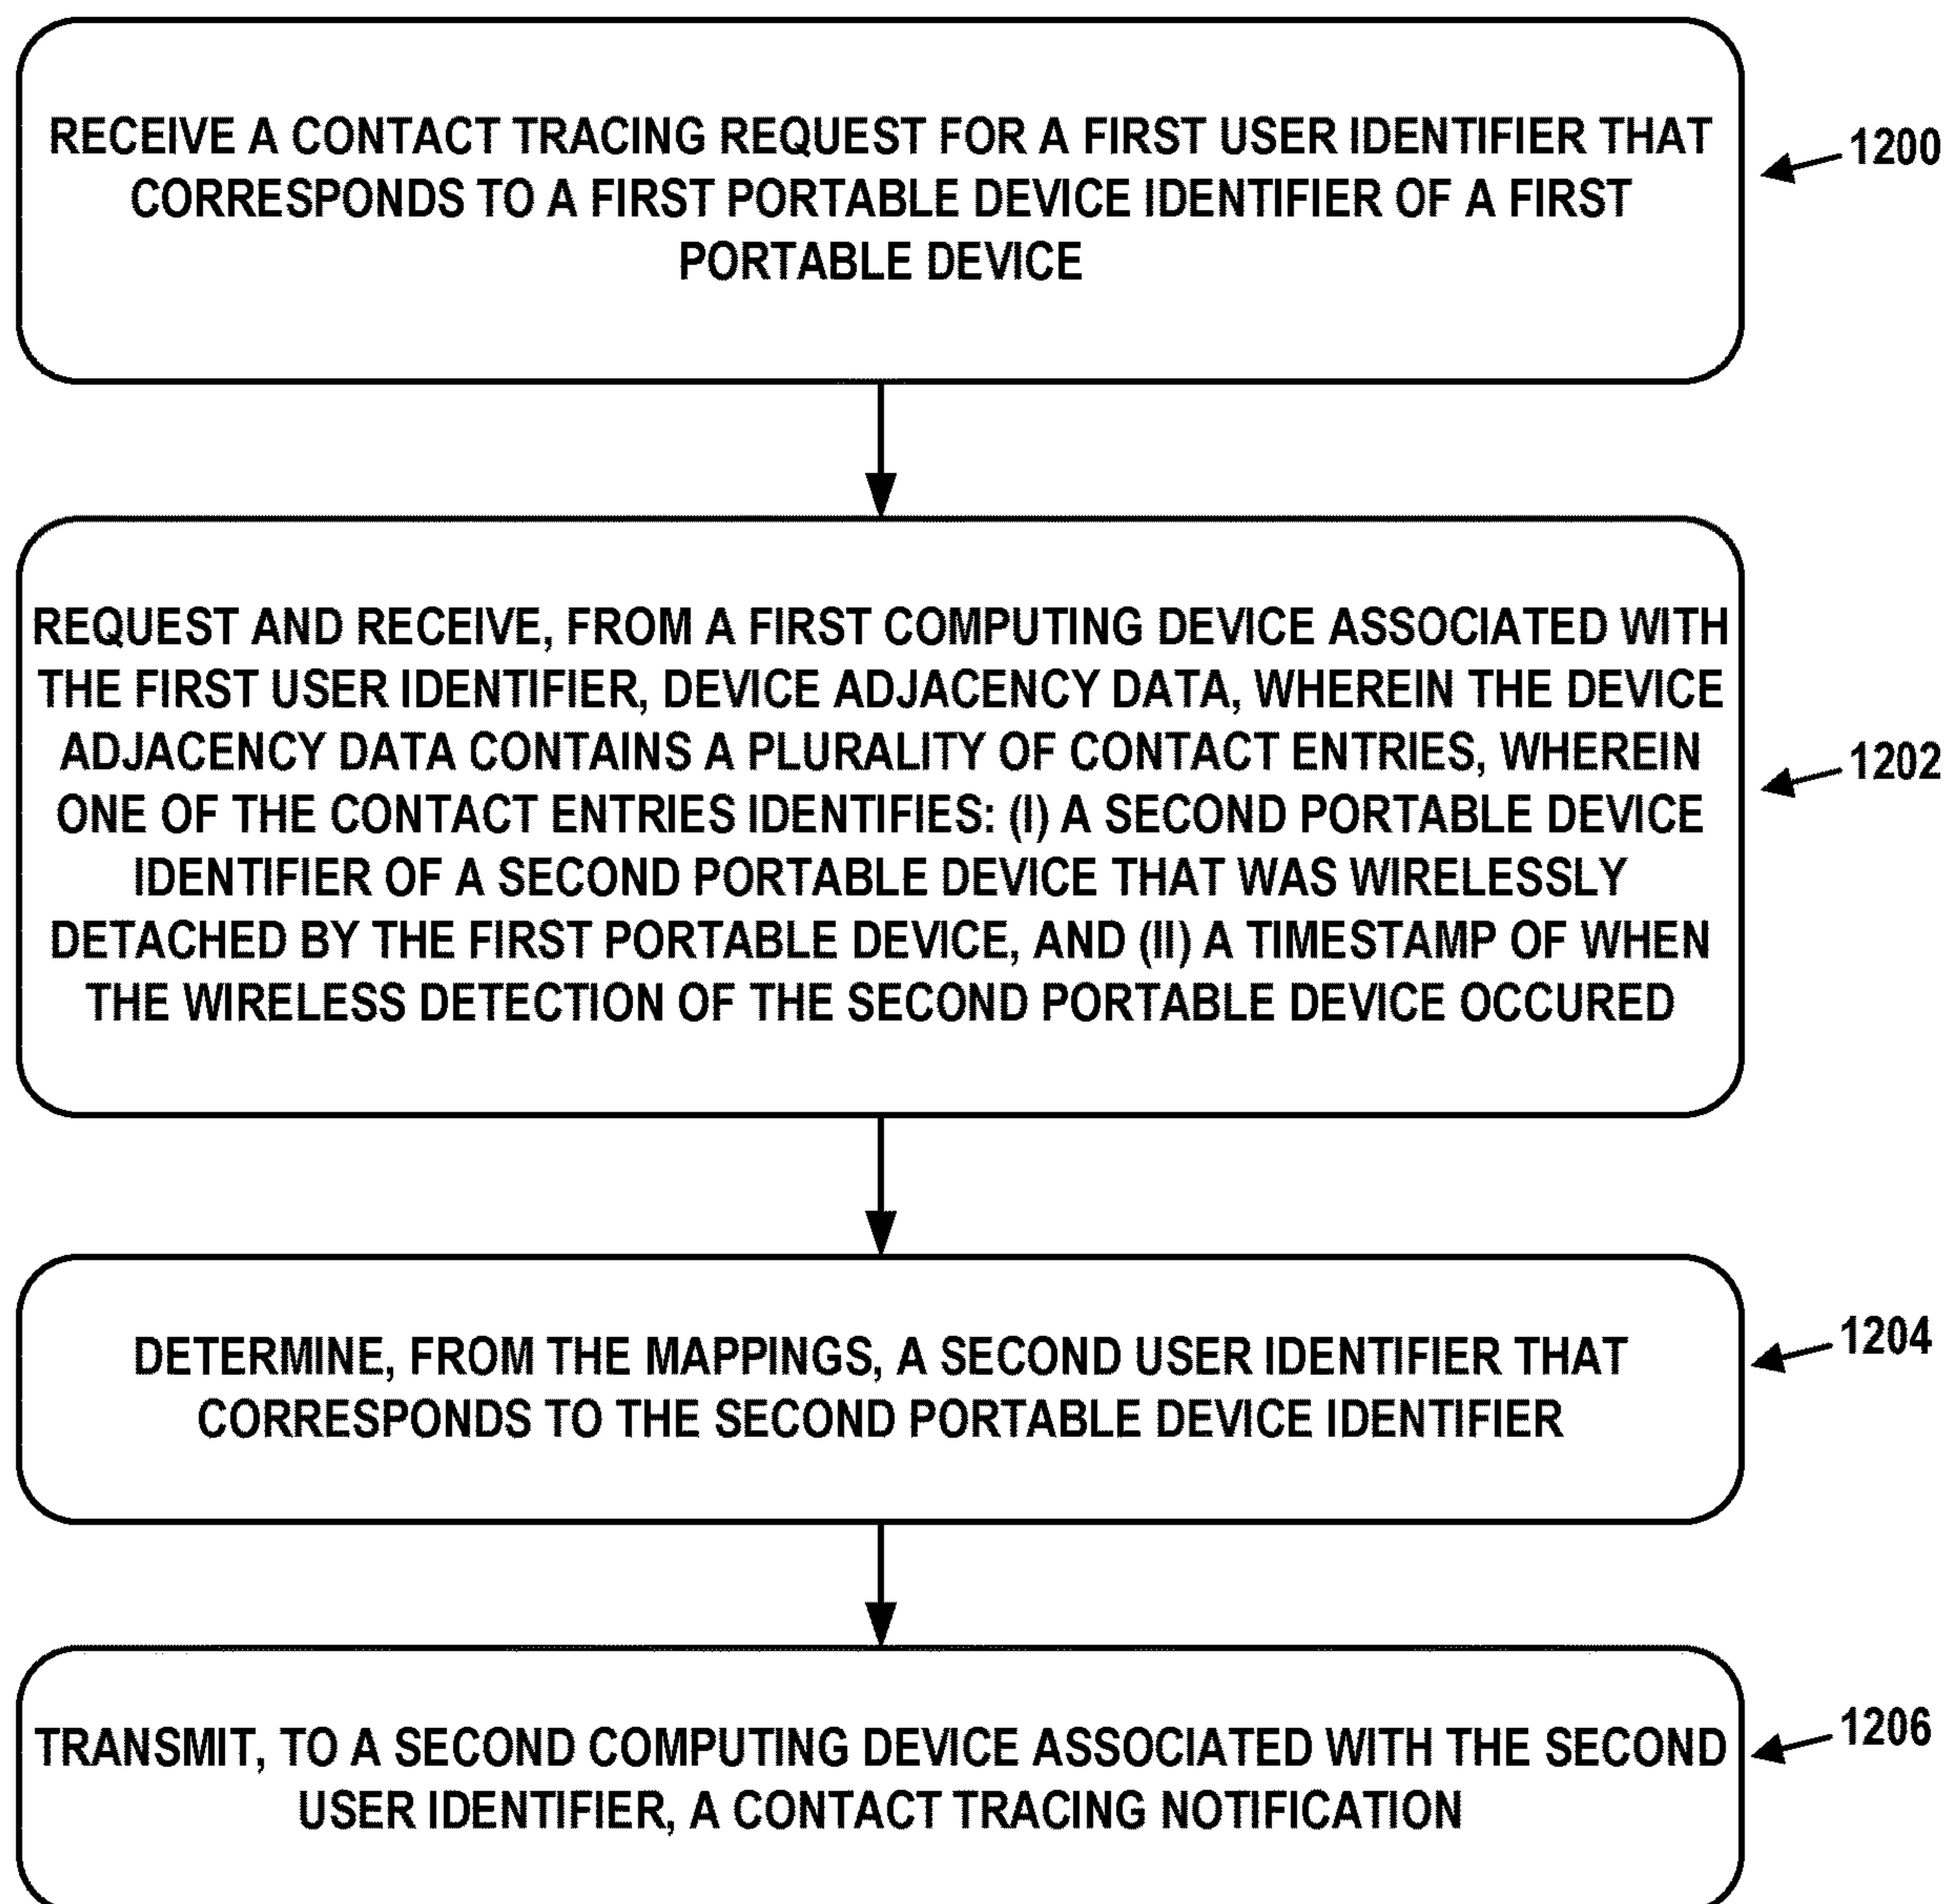 RECEIVE A CONTACT TRACING REQUEST FOR A FIRST USER IDENTIFIER THAT
CORRESPONDS TO A FIRST PORTABLE DEVICE IDENTIFIER OF A FIRST
PORTABLE DEVICE
1200
REQUEST AND RECEIVE, FROM A FIRST COMPUTING DEVICE ASSOCIATED WITH
THE FIRST USER IDENTIFIER, DEVICE ADJACENCY DATA, WHEREIN THE DEVICE
ADJACENCY DATA CONTAINS A PLURALITY OF CONTACT ENTRIES, WHEREIN
ONE OF THE CONTACT ENTRIES IDENTIFIES: (I) A SECOND PORTABLE DEVICE
IDENTIFIER OF A SECOND PORTABLE DEVICE THAT WAS WIRELESSLY
DETACHED BY THE FIRST PORTABLE DEVICE, AND (II) A TIMESTAMP OF WHEN
THE WIRELESS DETECTION OF THE SECOND PORTABLE DEVICE OCCURED
1202
DETERMINE, FROM THE MAPPINGS, A SECOND USER IDENTIFIER THAT
CORRESPONDS TO THE SECOND PORTABLE DEVICE IDENTIFIER
1204
TRANSMIT, TO A SECOND COMPUTING DEVICE ASSOCIATED WITH THE SECOND
USER IDENTIFIER, A CONTACT TRACING NOTIFICATION
1206